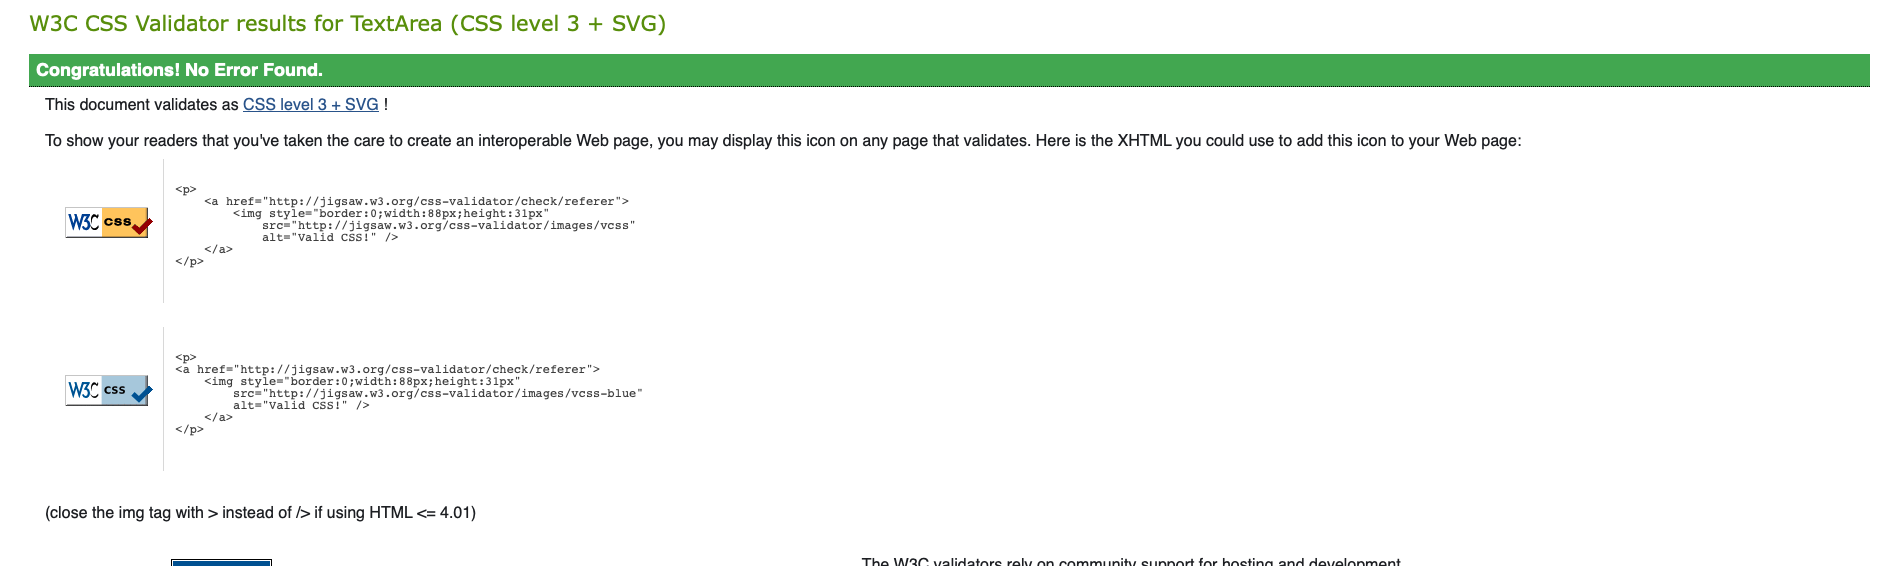 W3C CSS Validator results for TextArea (CSS level 3 + SVG)
Congratulations! No Error Found.
This document validates as CSS level 3 + SVG !
To show your readers that you've taken the care to create an interoperable Web page, you may display this icon on any page that validates. Here is the XHTML you could use to add this icon to your Web page:
W3C css
<p>
    <a href="http://jigsaw.w3.org/css-validator/check/referer">
        <img style="border:0;width:88px;height:31px"
            src="http://jigsaw.w3.org/css-validator/images/vcss"
            alt="Valid CSS!" />
    </a>
</p>
W3C css
<p>
<a href="http://jigsaw.w3.org/css-validator/check/referer">
    <img style="border:0;width:88px;height:31px"
        src="http://jigsaw.w3.org/css-validator/images/vcss-blue"
        alt="Valid CSS!" />
    </a>
</p>
(close the img tag with > instead of /> if using HTML <= 4.01)
The W3C validators rely on community support for hosting and development.